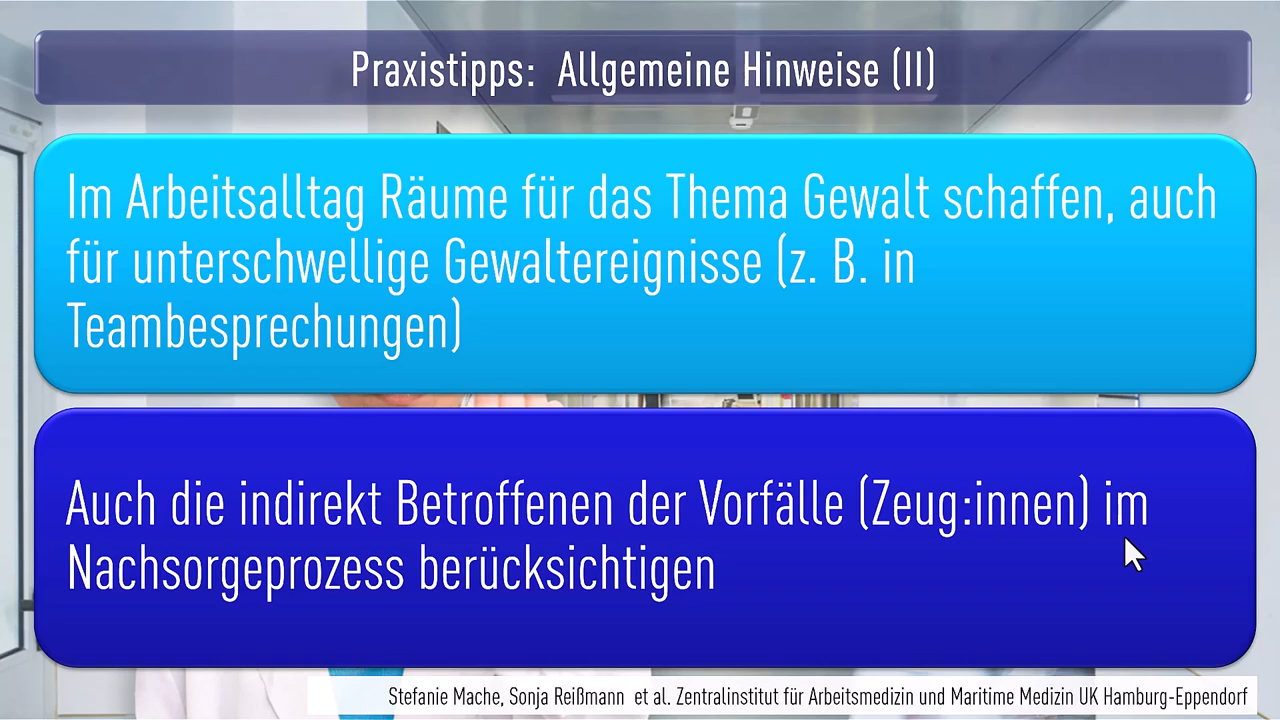 Praxistipps: Allgemeine Hinweise (II)
Im Arbeitsalltag Räume für das Thema Gewalt schaffen, auch
für unterschwellige Gewaltereignisse (z. B. in
Teambesprechungen)
Auch die indirekt Betroffenen der Vorfälle (Zeug:innen) im
Nachsorgeprozess berücksichtigen
Stefanie Mache, Sonja Reißmann et al. Zentralinstitut für Arbeitsmedizin und Maritime Medizin UK Hamburg-Eppendorf